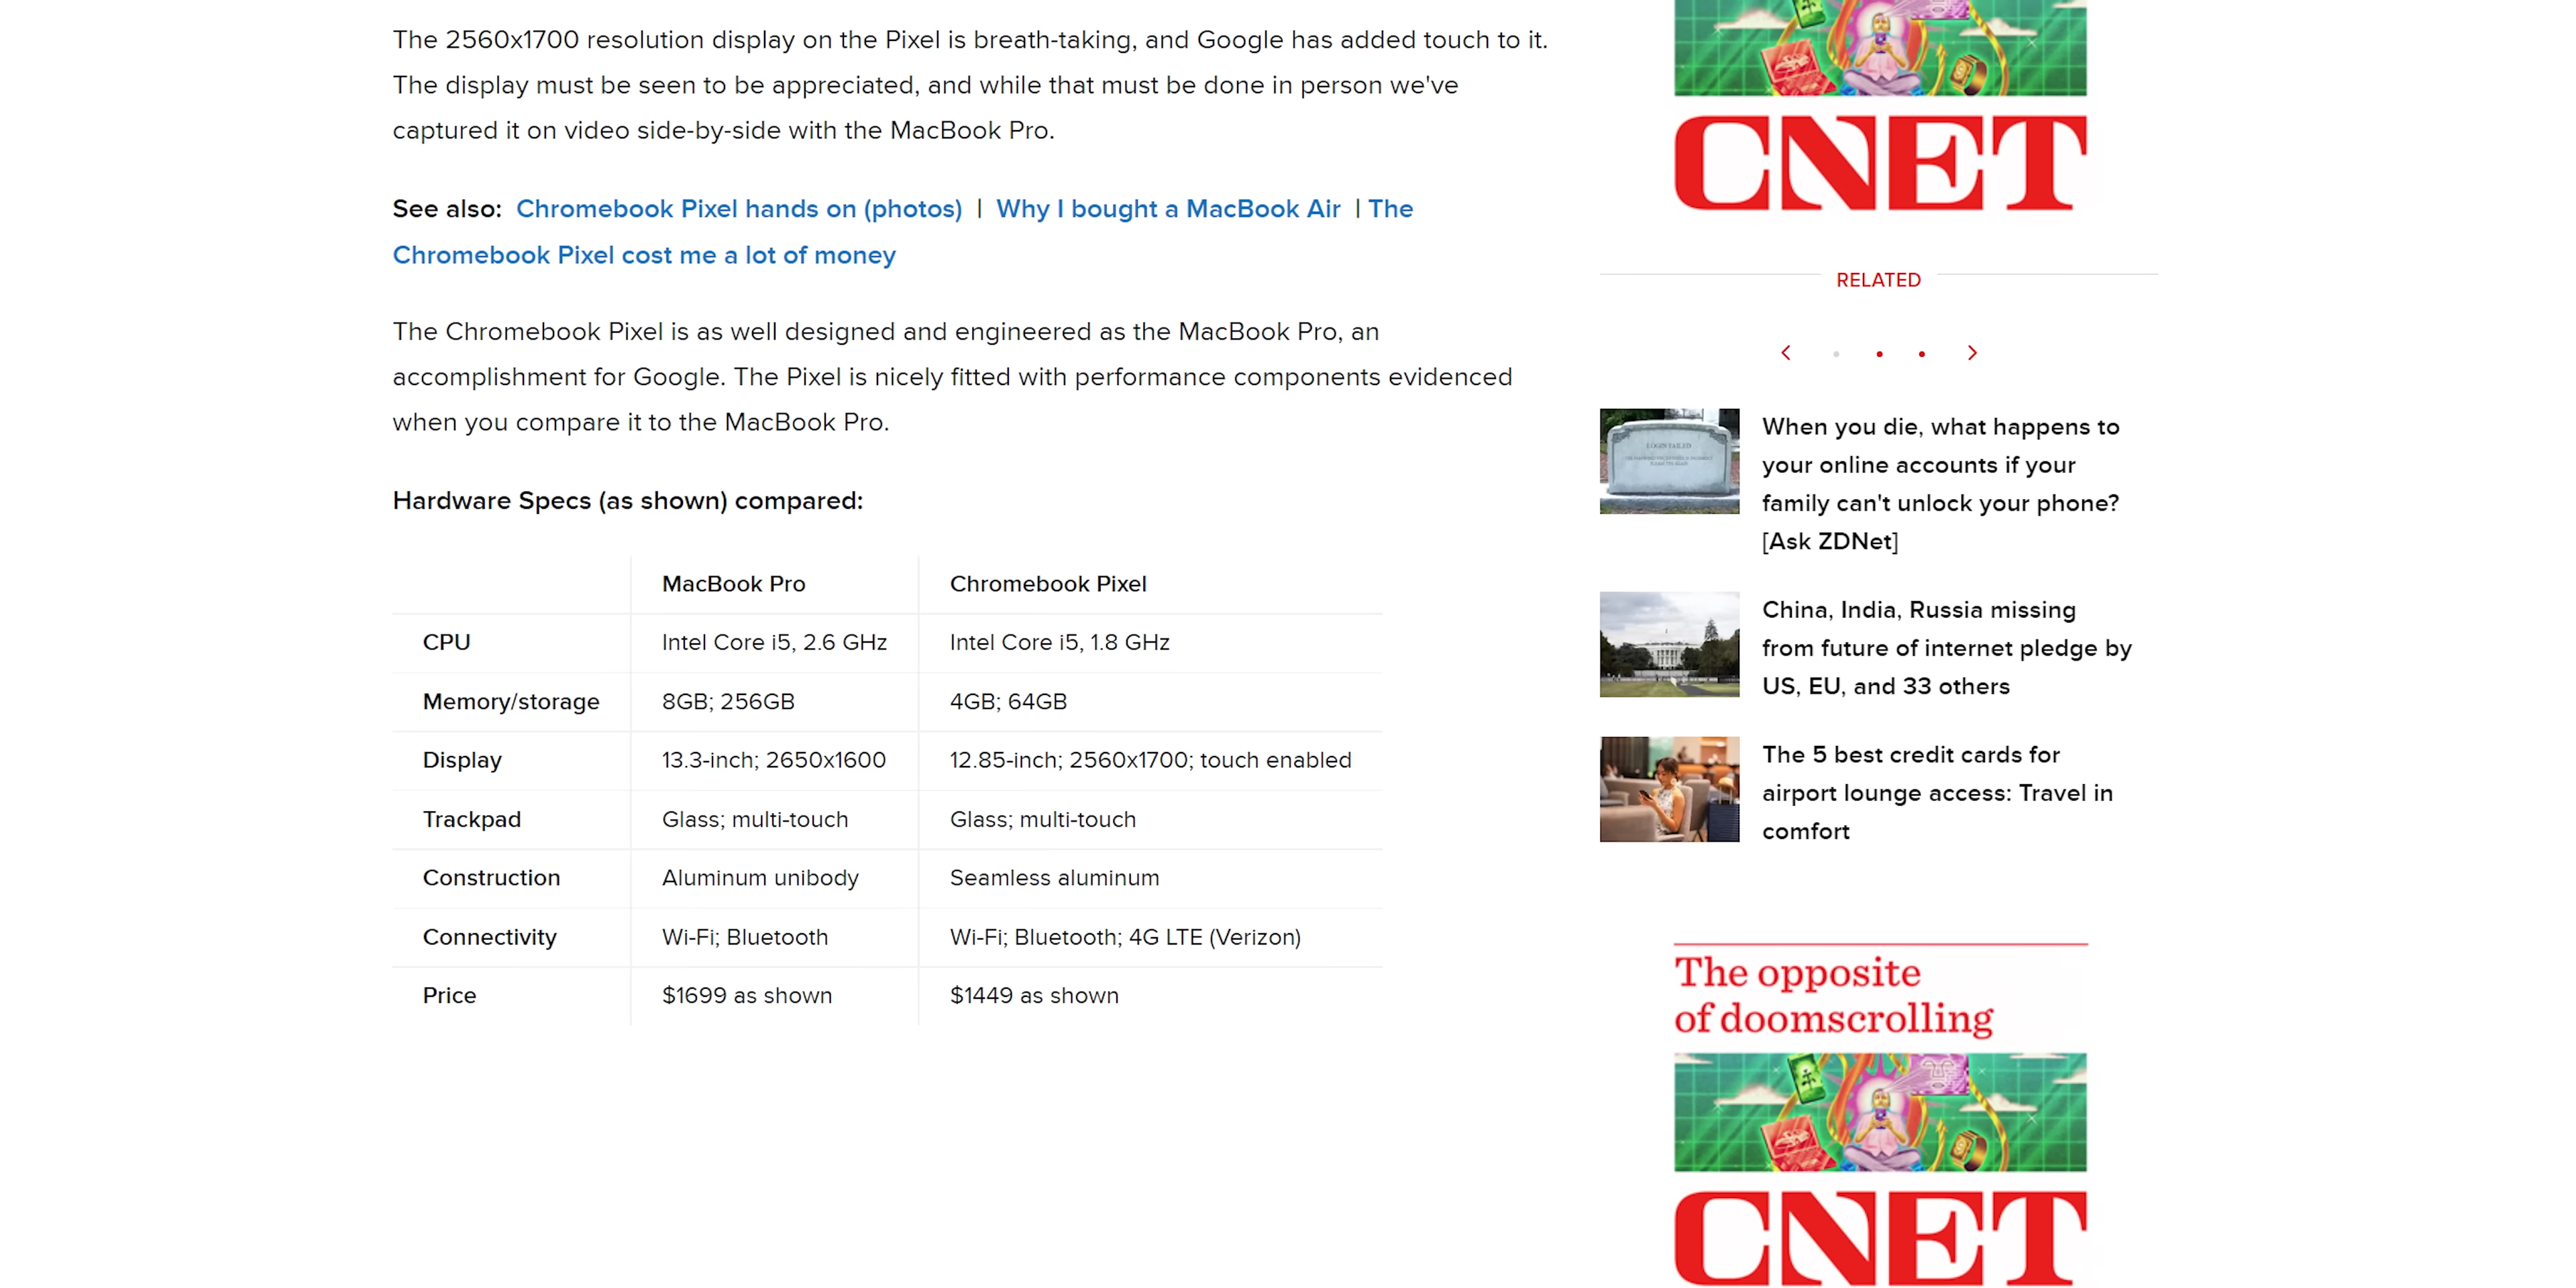 The 2560x1700 resolution display on the Pixel is breath-taking, and Google has added touch to it.
The display must be seen to be appreciated, and while that must be done in person we've
captured it on video side-by-side with the MacBook Pro.
See also: Chromebook Pixel hands on (photos) | Why I bought a MacBook Air | The
Chromebook Pixel cost me a lot of money
The Chromebook Pixel is as well designed and engineered as the MacBook Pro, an
accomplishment for Google. The Pixel is nicely fitted with performance components evidenced
when you compare it to the MacBook Pro.
Hardware Specs (as shown) compared:
MacBook Pro Chromebook Pixel
CPU Intel Core i5, 2.6 GHz Intel Core i5, 1.8 GHz
Memory/storage 8GB; 256GB 4GB; 64GB
Display 13.3-inch; 2650x1600 12.85-inch; 2560x1700; touch enabled
Trackpad Glass; multi-touch Glass; multi-touch
Construction Aluminum unibody Seamless aluminum
Connectivity Wi-Fi; Bluetooth Wi-Fi; Bluetooth; 4G LTE (Verizon)
Price $1699 as shown $1449 as shown
CNET
RELATED
LOGIN FAILED
When you die, what happens to
your online accounts if your
family can't unlock your phone?
[Ask ZDNet]
China, India, Russia missing
from future of internet pledge by
US, EU, and 33 others
The 5 best credit cards for
airport lounge access: Travel in
comfort
The opposite
of doomscrolling
CNET